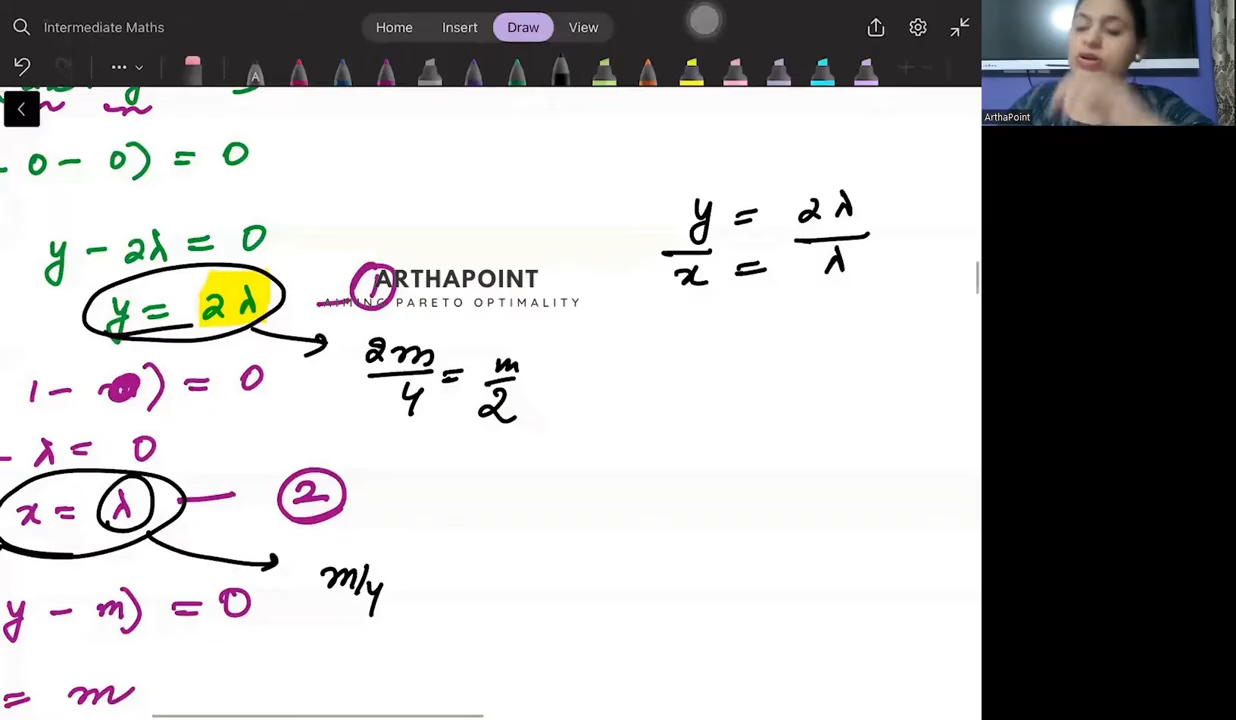 Intermediate Maths
Home Insert Draw View
ArthaPoint
- 0 - 0) = 0
y - 2λ = 0
y = 2λ — 1
ARTHAPOINT
AIMING PARETO OPTIMALITY
y/x = 2λ/λ
2m/4 = m/2
1 - ) = 0
- λ = 0
x = λ — 2
m/4
y - m) = 0
= m